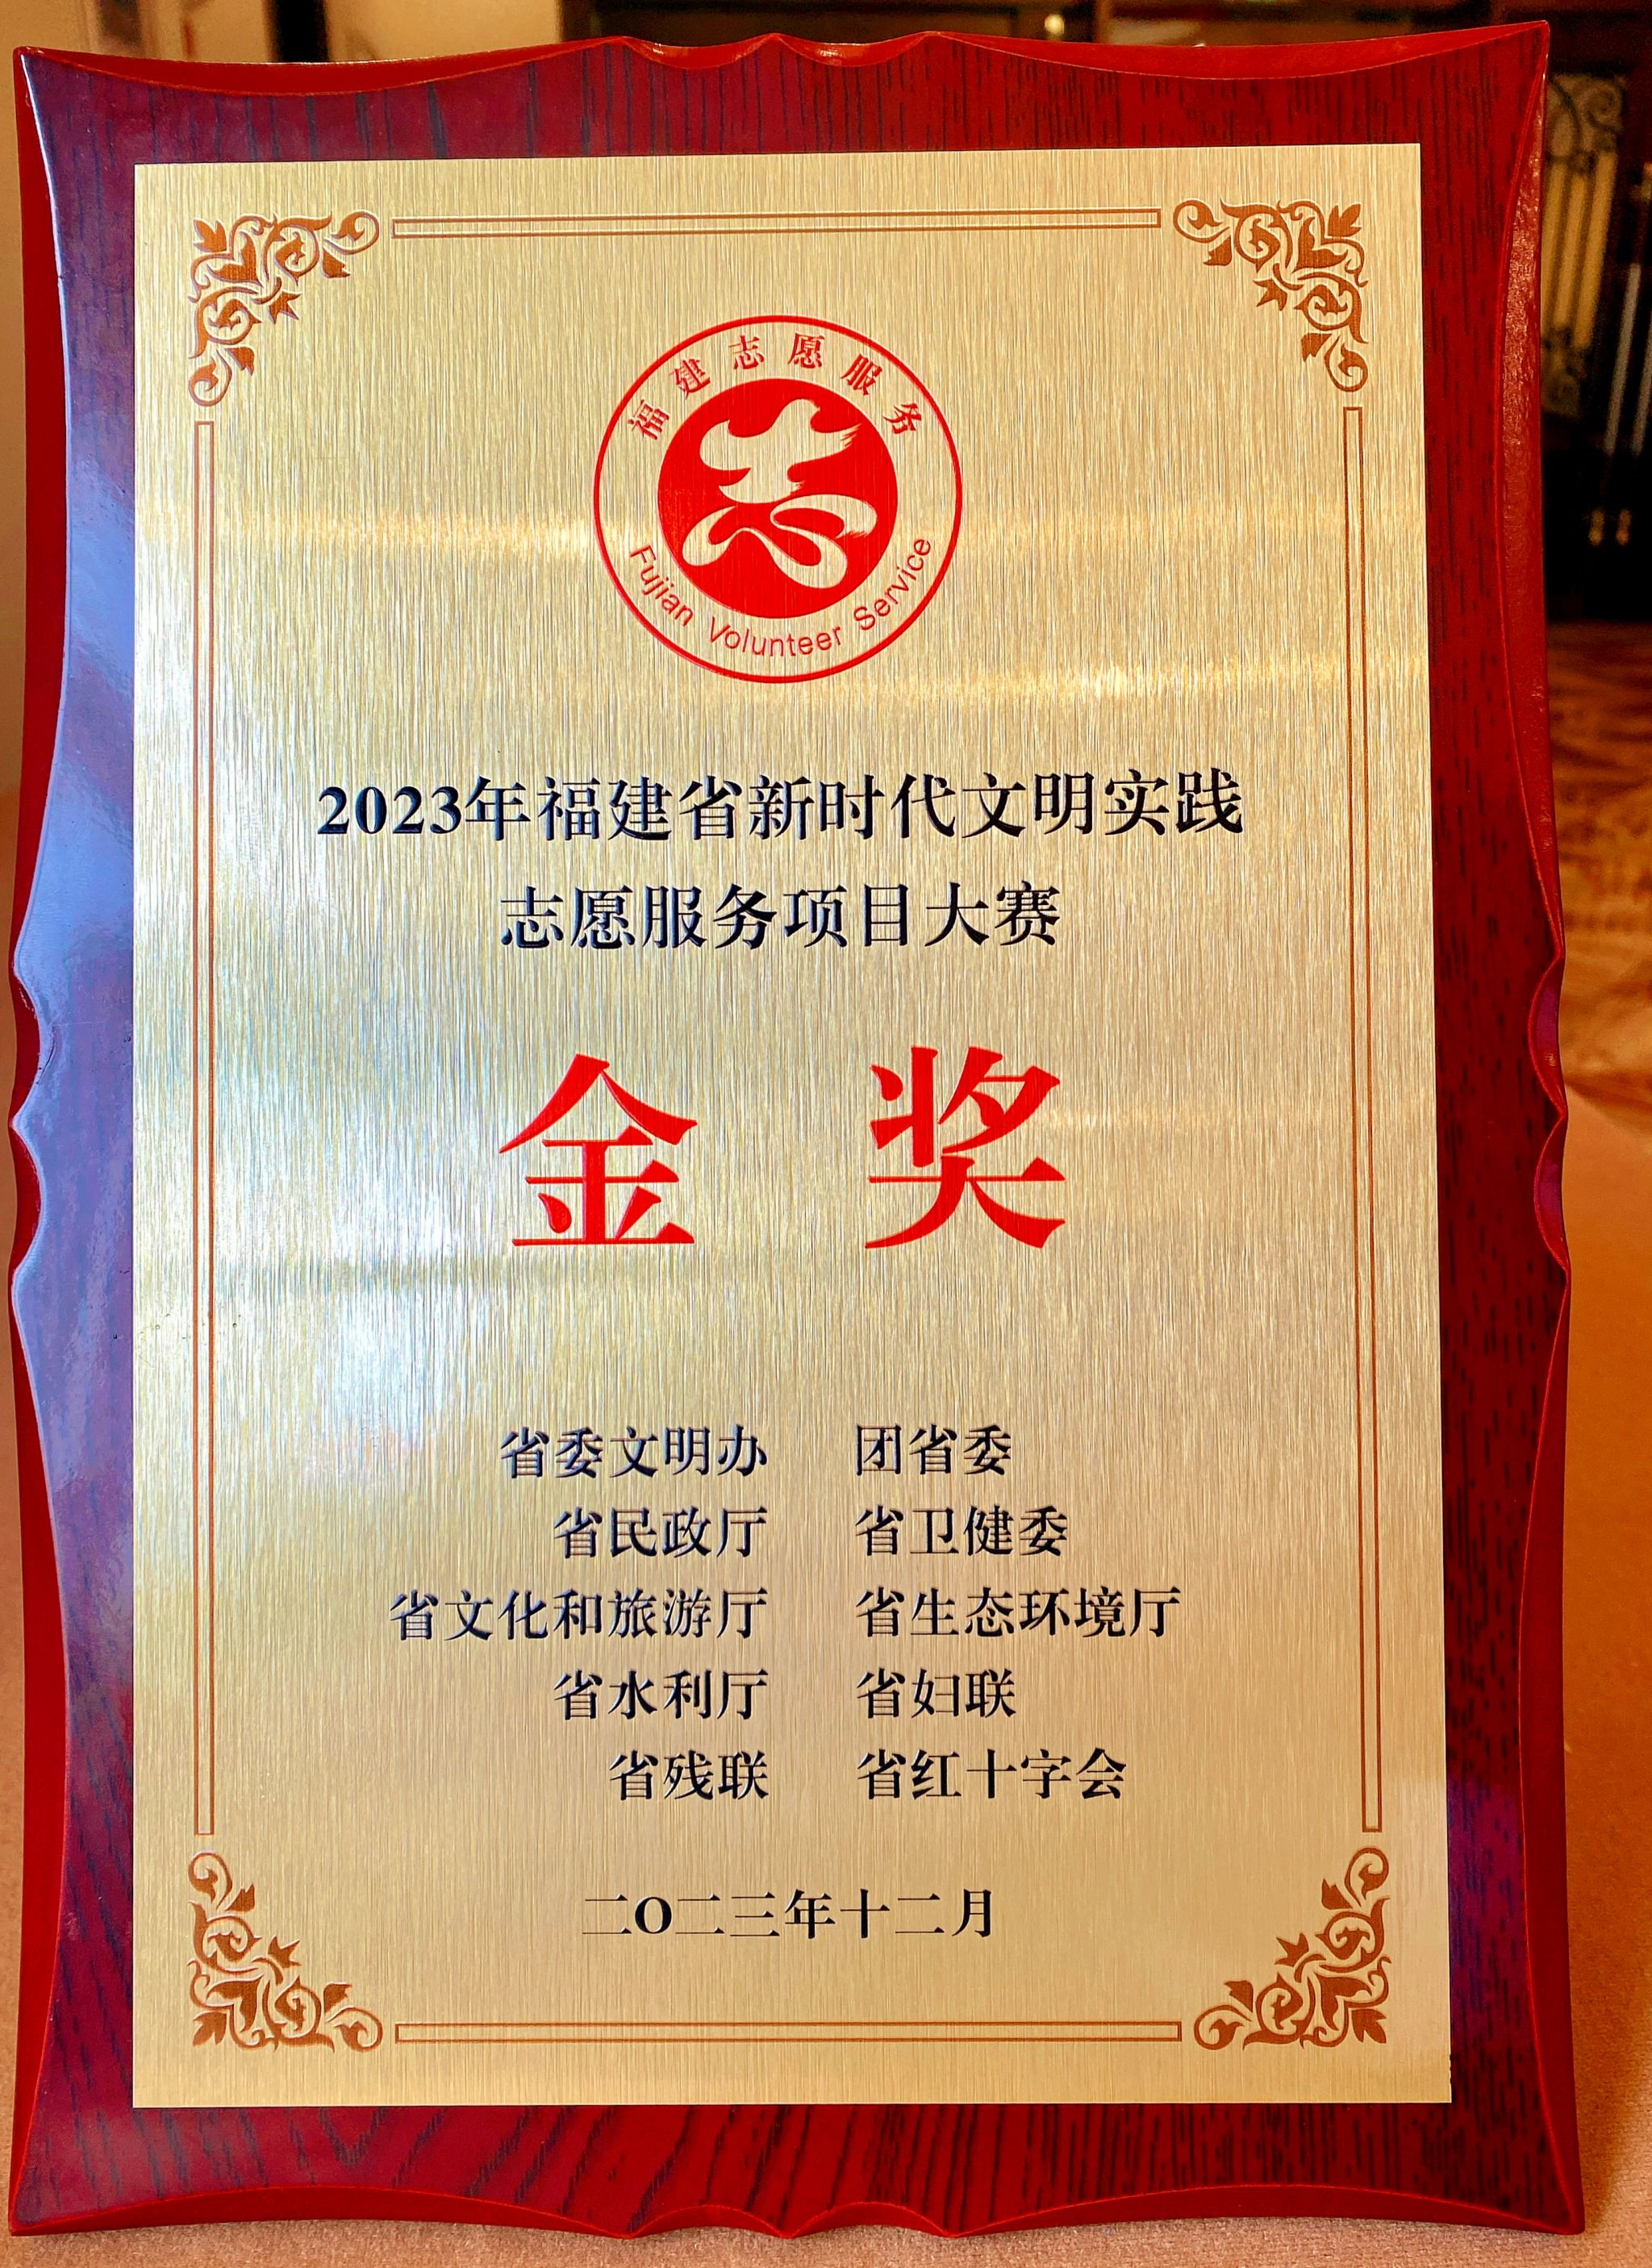 福建志愿服务
Fujian Volunteer Service
2023年福建省新时代文明实践
志愿服务项目大赛
金 奖
省委文明办 团省委
省民政厅 省卫健委
省文化和旅游厅 省生态环境厅
省水利厅 省妇联
省残联 省红十字会
二O二三年十二月